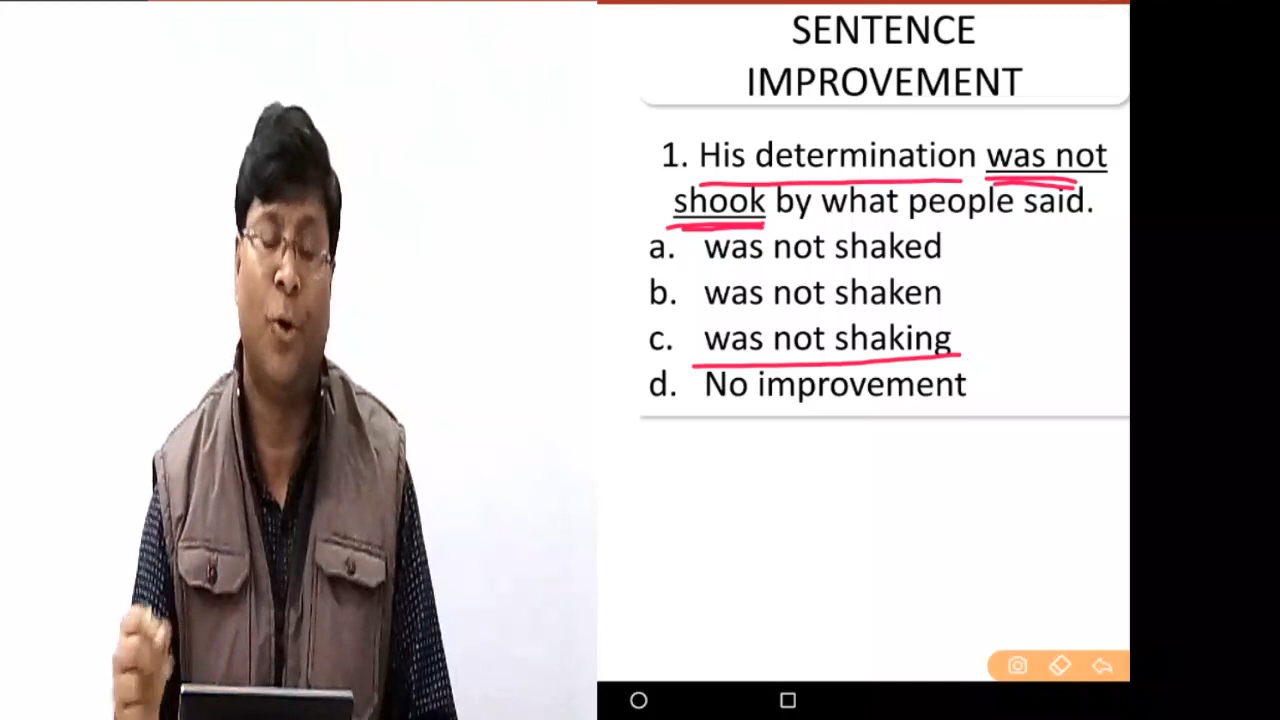 SENTENCE
IMPROVEMENT
1. His determination was not
shook by what people said.
a. was not shaked
b. was not shaken
c. was not shaking
d. No improvement